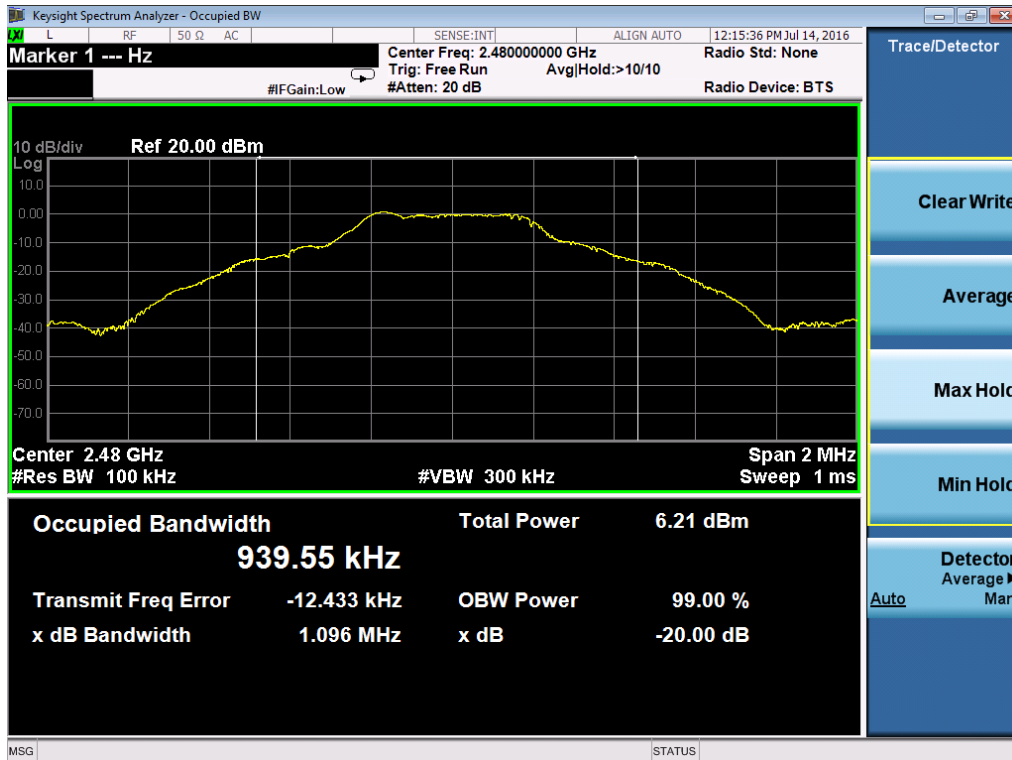 Keysight Spectrum Analyzer - Occupied BW
LXI L RF 50 Ω AC SENSE:INT ALIGN AUTO 12:15:36 PM Jul 14, 2016
Marker 1 --- Hz
Center Freq: 2.480000000 GHz
Radio Std: None
Trig: Free Run Avg|Hold:>10/10
#IFGain:Low
#Atten: 20 dB
Radio Device: BTS
10 dB/div Ref 20.00 dBm
Log
10.0
0.00
-10.0
-20.0
-30.0
-40.0
-50.0
-60.0
-70.0
Center 2.48 GHz Span 2 MHz
#Res BW 100 kHz #VBW 300 kHz Sweep 1 ms
Occupied Bandwidth Total Power 6.21 dBm
939.55 kHz
Transmit Freq Error -12.433 kHz OBW Power 99.00 %
x dB Bandwidth 1.096 MHz x dB -20.00 dB
MSG STATUS
Trace/Detector
Clear Write
Average
Max Hold
Min Hold
Detector
Average
Auto Man